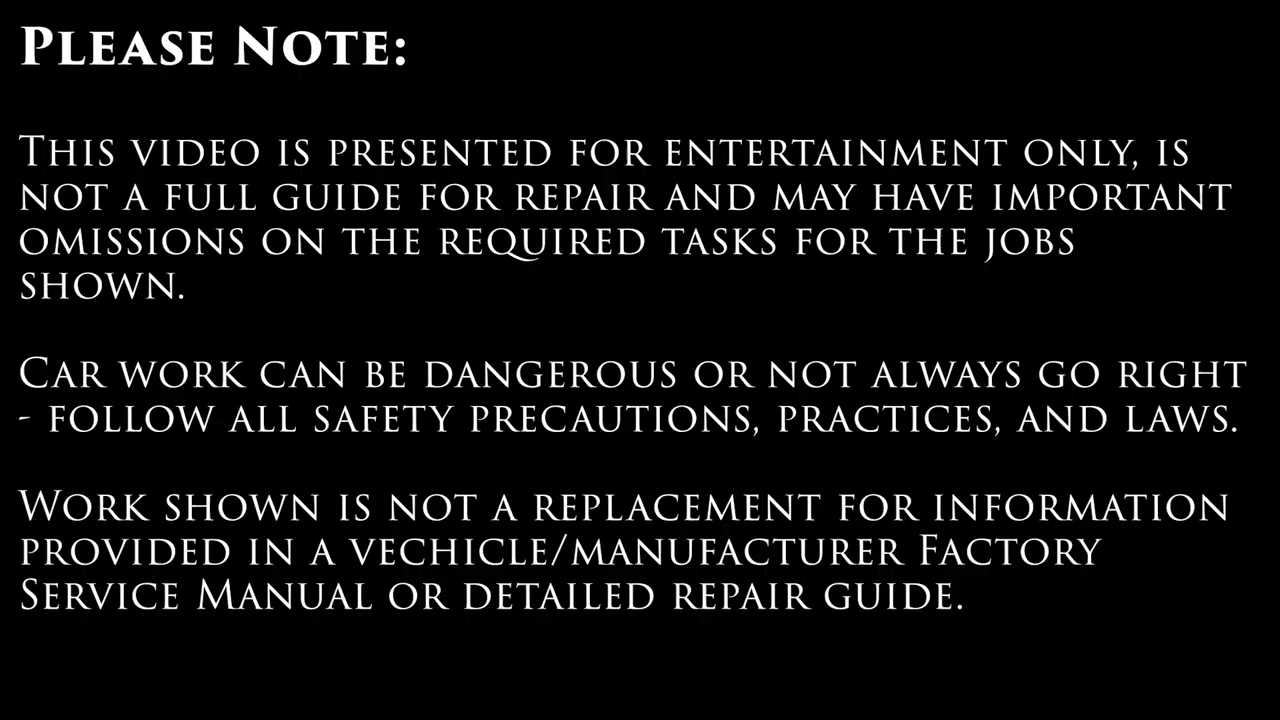 Please Note:
This video is presented for entertainment only, is
not a full guide for repair and may have important
omissions on the required tasks for the jobs
shown.
Car work can be dangerous or not always go right
- follow all safety precautions, practices, and laws.
Work shown is not a replacement for information
provided in a vechicle/manufacturer Factory
Service Manual or detailed repair guide.